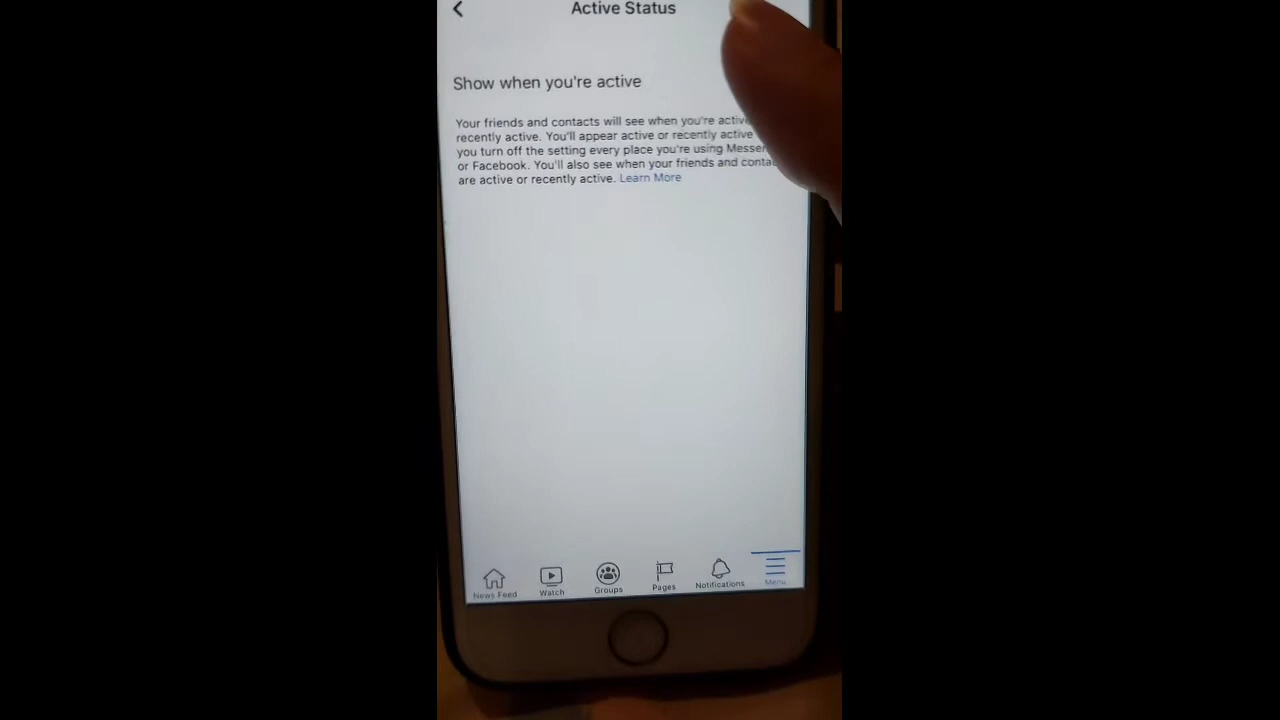 Active Status
Show when you're active
Your friends and contacts will see when you're active
recently active. You'll appear active or recently active
you turn off the setting every place you're using Messen
or Facebook. You'll also see when your friends and conta
are active or recently active. Learn More
News Feed
Watch
Groups
Pages
Notifications
Menu